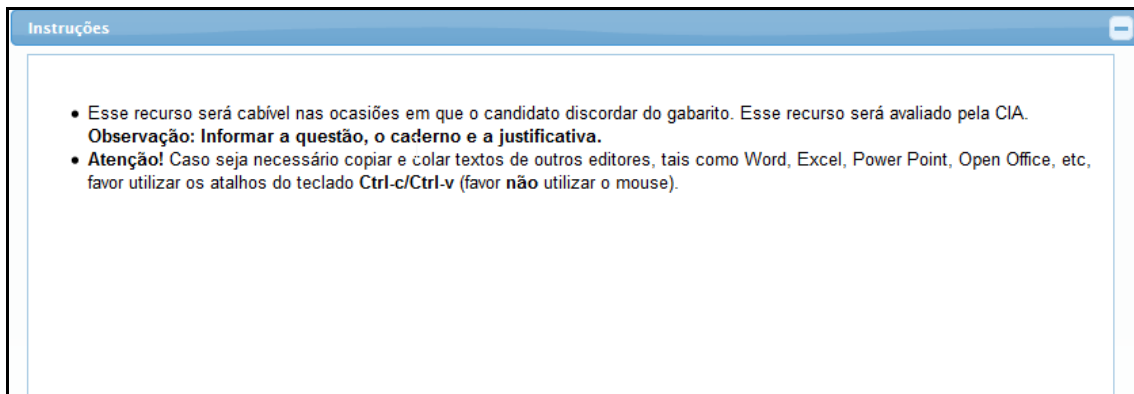 Instruções
• Esse recurso será cabível nas ocasiões em que o candidato discordar do gabarito. Esse recurso será avaliado pela CIA.
Observação: Informar a questão, o caderno e a justificativa.
• Atenção! Caso seja necessário copiar e colar textos de outros editores, tais como Word, Excel, Power Point, Open Office, etc,
favor utilizar os atalhos do teclado Ctrl-c/Ctrl-v (favor não utilizar o mouse).